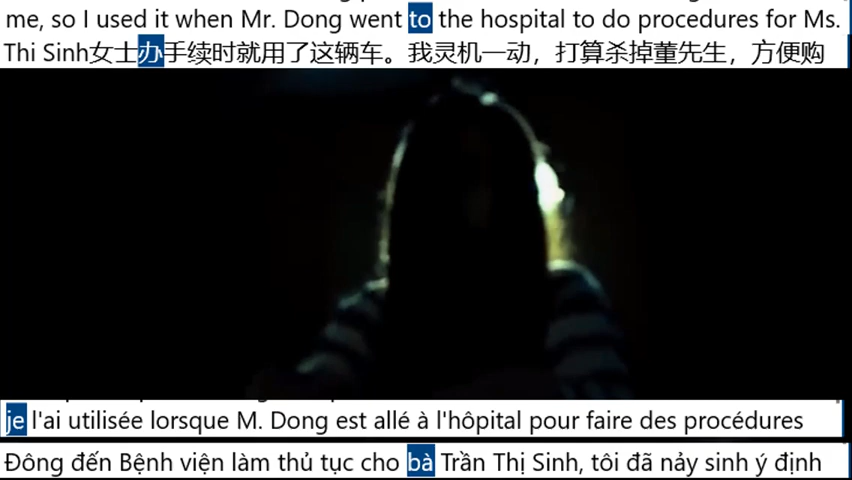 me, so I used it when Mr. Dong went to the hospital to do procedures for Ms.
Thi Sinh女士办手续时就用了这辆车。我灵机一动，打算杀掉董先生，方便购
je l'ai utilisée lorsque M. Dong est allé à l'hôpital pour faire des procédures
Đông đến Bệnh viện làm thủ tục cho bà Trần Thị Sinh, tôi đã nảy sinh ý định